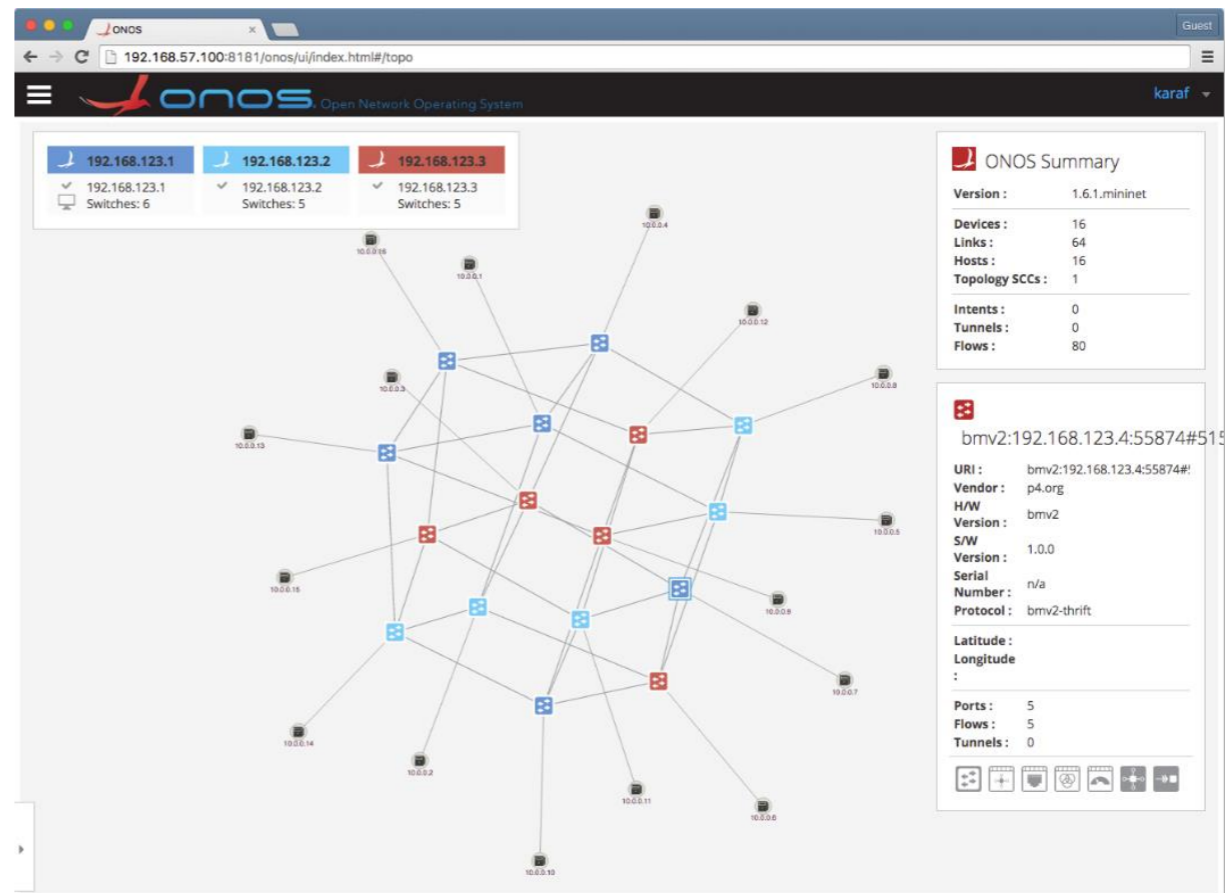 ONOS
Guest
192.168.57.100:8181/onos/ui/index.html#/topo
onos. Open Network Operating System
karaf
192.168.123.1
192.168.123.2
192.168.123.3
192.168.123.1
192.168.123.2
192.168.123.3
Switches: 6
Switches: 5
Switches: 5
10.0.0.4
10.0.0.16
10.0.0.1
10.0.0.12
10.0.0.3
10.0.0.8
10.0.0.13
10.0.0.5
10.0.0.15
10.0.0.9
10.0.0.7
10.0.0.14
10.0.0.2
10.0.0.11
10.0.0.6
10.0.0.10
ONOS Summary
Version : 1.6.1.mininet
Devices : 16
Links : 64
Hosts : 16
Topology SCCs : 1
Intents : 0
Tunnels : 0
Flows : 80
bmv2:192.168.123.4:55874#515
URI : bmv2:192.168.123.4:55874#
Vendor : p4.org
H/W
Version : bmv2
S/W
Version : 1.0.0
Serial
Number : n/a
Protocol : bmv2-thrift
Latitude :
Longitude
:
Ports : 5
Flows : 5
Tunnels : 0